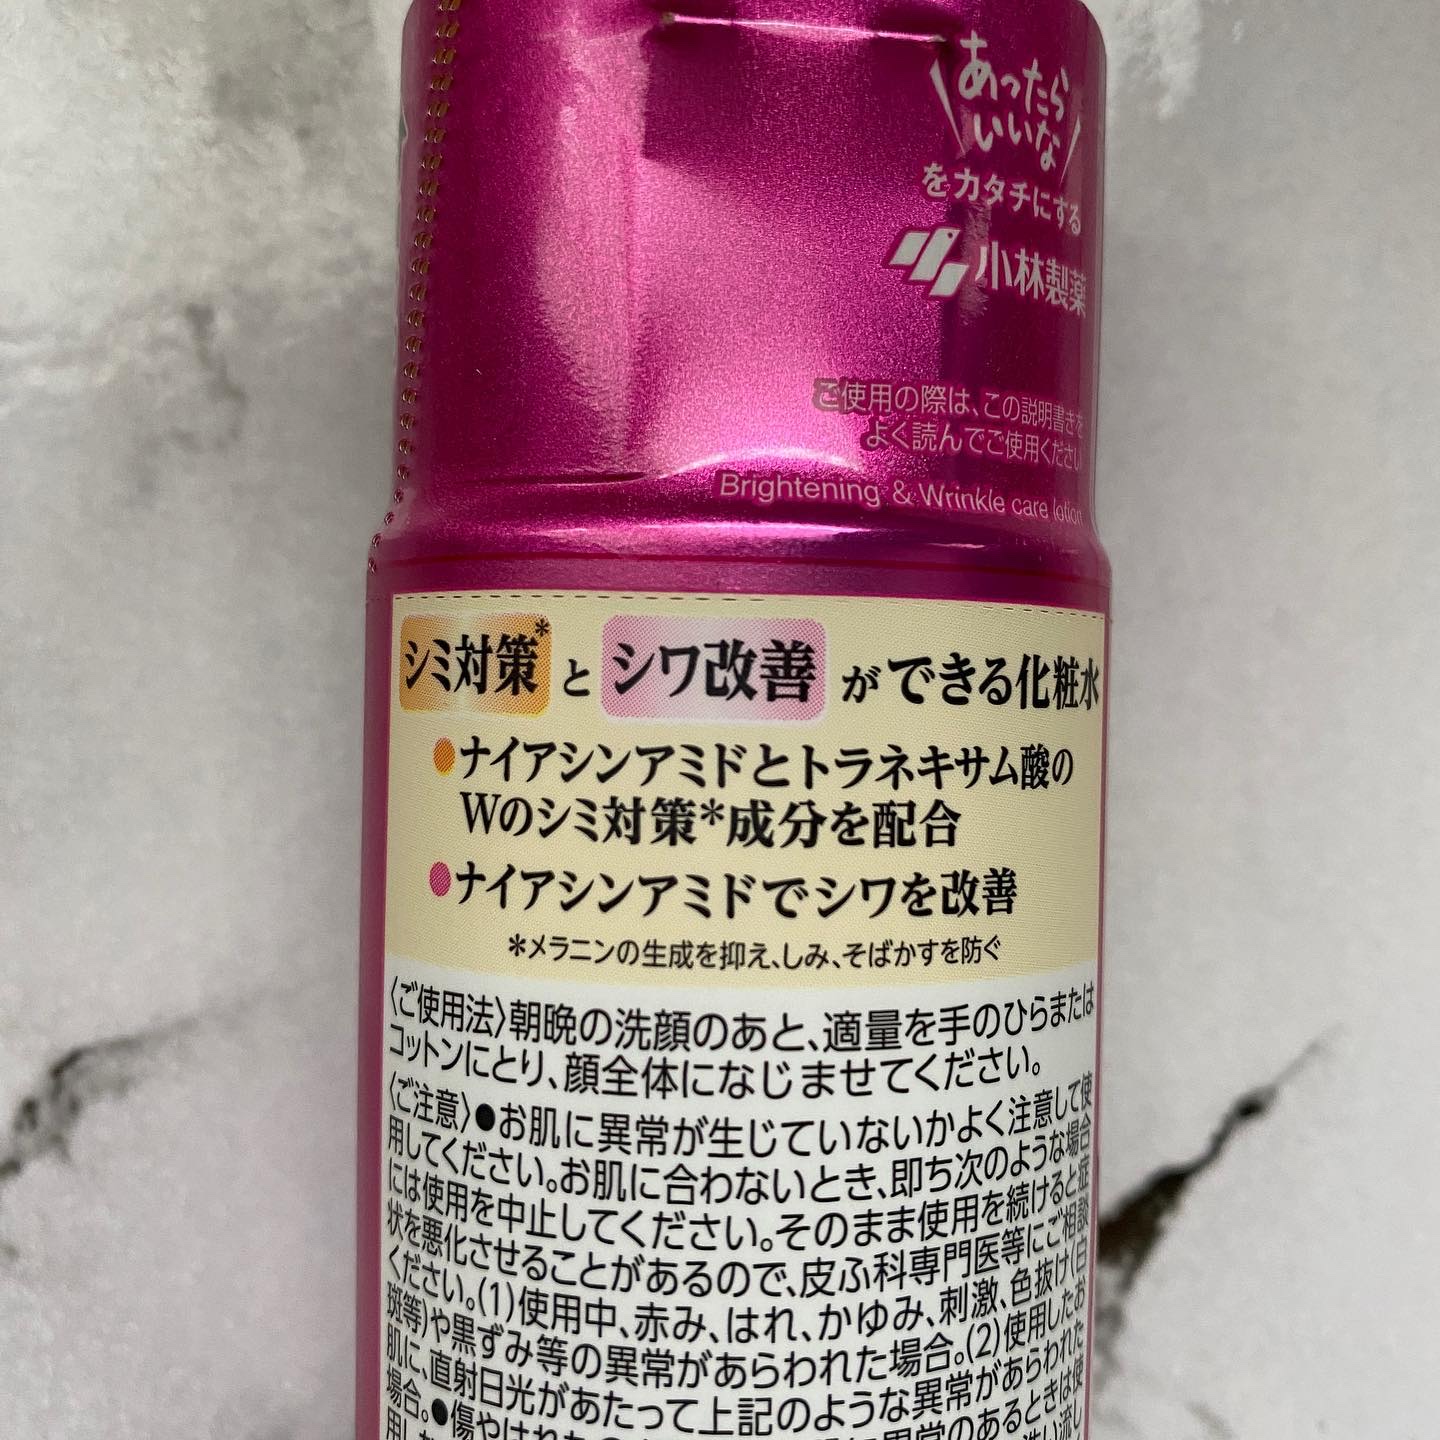 あったら
いいな
をカタチにする
小林製薬
ご使用の際は、この説明書きを
よく読んでご使用ください
Brightening & Wrinkle care lotion
シミ対策*とシワ改善ができる化粧水
●ナイアシンアミドとトラネキサム酸の
Wのシミ対策*成分を配合
●ナイアシンアミドでシワを改善
*メラニンの生成を抑え、しみ、そばかすを防ぐ
〈ご使用法〉朝晩の洗顔のあと、適量を手のひらまたは
コットンにとり、顔全体になじませてください。
〈ご注意〉●お肌に異常が生じていないかよく注意して使
用してください。お肌に合わないとき、即ち次のような場合
には使用を中止してください。そのまま使用を続けると症
状を悪化させることがあるので、皮ふ科専門医等にご相談
ください。(1)使用中、赤み、はれ、かゆみ、刺激、色抜け(白
斑等)や黒ずみ等の異常があらわれた場合。(2)使用したお
肌に、直射日光があたって上記のような異常があらわれた
場合。●傷やはれもの
異常のあるときは使